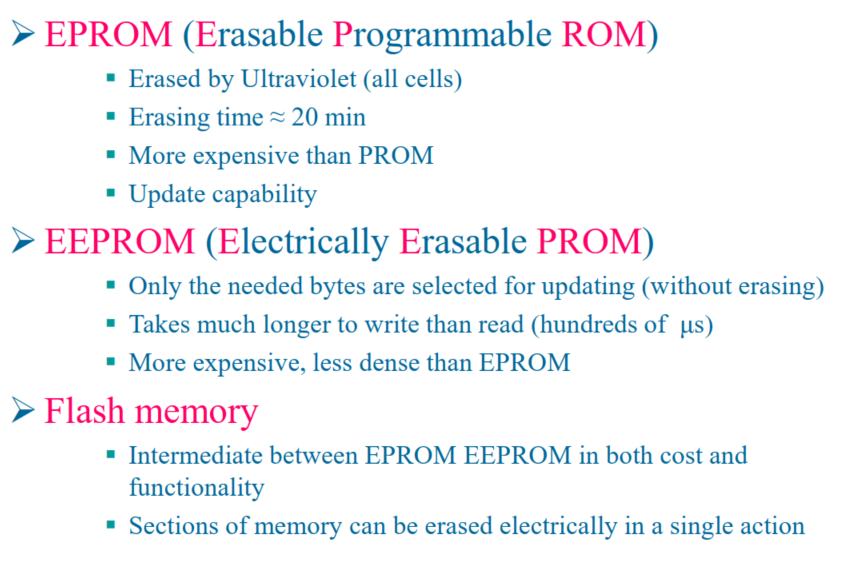 ➢ EPROM (Erasable Programmable ROM)
▪ Erased by Ultraviolet (all cells)
▪ Erasing time ≈ 20 min
▪ More expensive than PROM
▪ Update capability
➢ EEPROM (Electrically Erasable PROM)
▪ Only the needed bytes are selected for updating (without erasing)
▪ Takes much longer to write than read (hundreds of μs)
▪ More expensive, less dense than EPROM
➢ Flash memory
▪ Intermediate between EPROM EEPROM in both cost and
functionality
▪ Sections of memory can be erased electrically in a single action